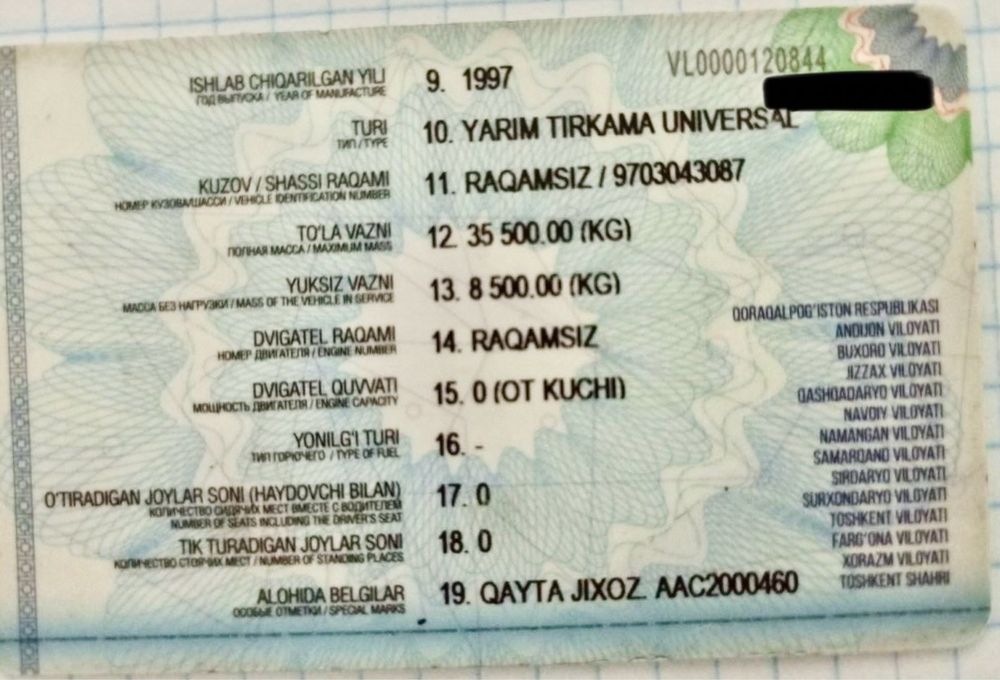 VL0000120844
ISHLAB CHIQARILGAN YILI 9. 1997
ГОД ВЫПУСКА / YEAR OF MANUFACTURE
TURI 10. YARIM TIRKAMA UNIVERSAL
ТИП / TYPE
KUZOV / SHASSI RAQAMI 11. RAQAMSIZ / 9703043087
НОМЕР КУЗОВА/ШАССИ / VEHICLE IDENTIFICATION NUMBER
TO'LA VAZNI 12. 35 500.00 (KG)
ПОЛНАЯ МАССА / MAXIMUM MASS
YUKSIZ VAZNI 13. 8 500.00 (KG)
МАССА БЕЗ НАГРУЗКИ / MASS OF THE VEHICLE IN SERVICE
DVIGATEL RAQAMI 14. RAQAMSIZ
НОМЕР ДВИГАТЕЛЯ / ENGINE NUMBER
DVIGATEL QUVVATI 15. 0 (OT KUCHI)
МОЩНОСТЬ ДВИГАТЕЛЯ / ENGINE CAPACITY
YONILG'I TURI 16. -
ТИП ГОРЮЧЕГО / TYPE OF FUEL
O'TIRADIGAN JOYLAR SONI (HAYDOVCHI BILAN) 17. 0
КОЛИЧЕСТВО СИДЯЧИХ МЕСТ ВМЕСТЕ С ВОДИТЕЛЕМ
NUMBER OF SEATS INCLUDING THE DRIVER'S SEAT
TIK TURADIGAN JOYLAR SONI 18. 0
КОЛИЧЕСТВО СТОЯЧИХ МЕСТ / NUMBER OF STANDING PLACES
ALOHIDA BELGILAR 19. QAYTA JIXOZ. AAC2000460
ОСОБЫЕ ОТМЕТКИ / SPECIAL MARKS
QORAQALPOG'ISTON RESPUBLIKASI
ANDIJON VILOYATI
BUXORO VILOYATI
JIZZAX VILOYATI
QASHQADARYO VILOYATI
NAVOIY VILOYATI
NAMANGAN VILOYATI
SAMARQAND VILOYATI
SIRDARYO VILOYATI
SURXONDARYO VILOYATI
TOSHKENT VILOYATI
FARG'ONA VILOYATI
XORAZM VILOYATI
TOSHKENT SHAHRI